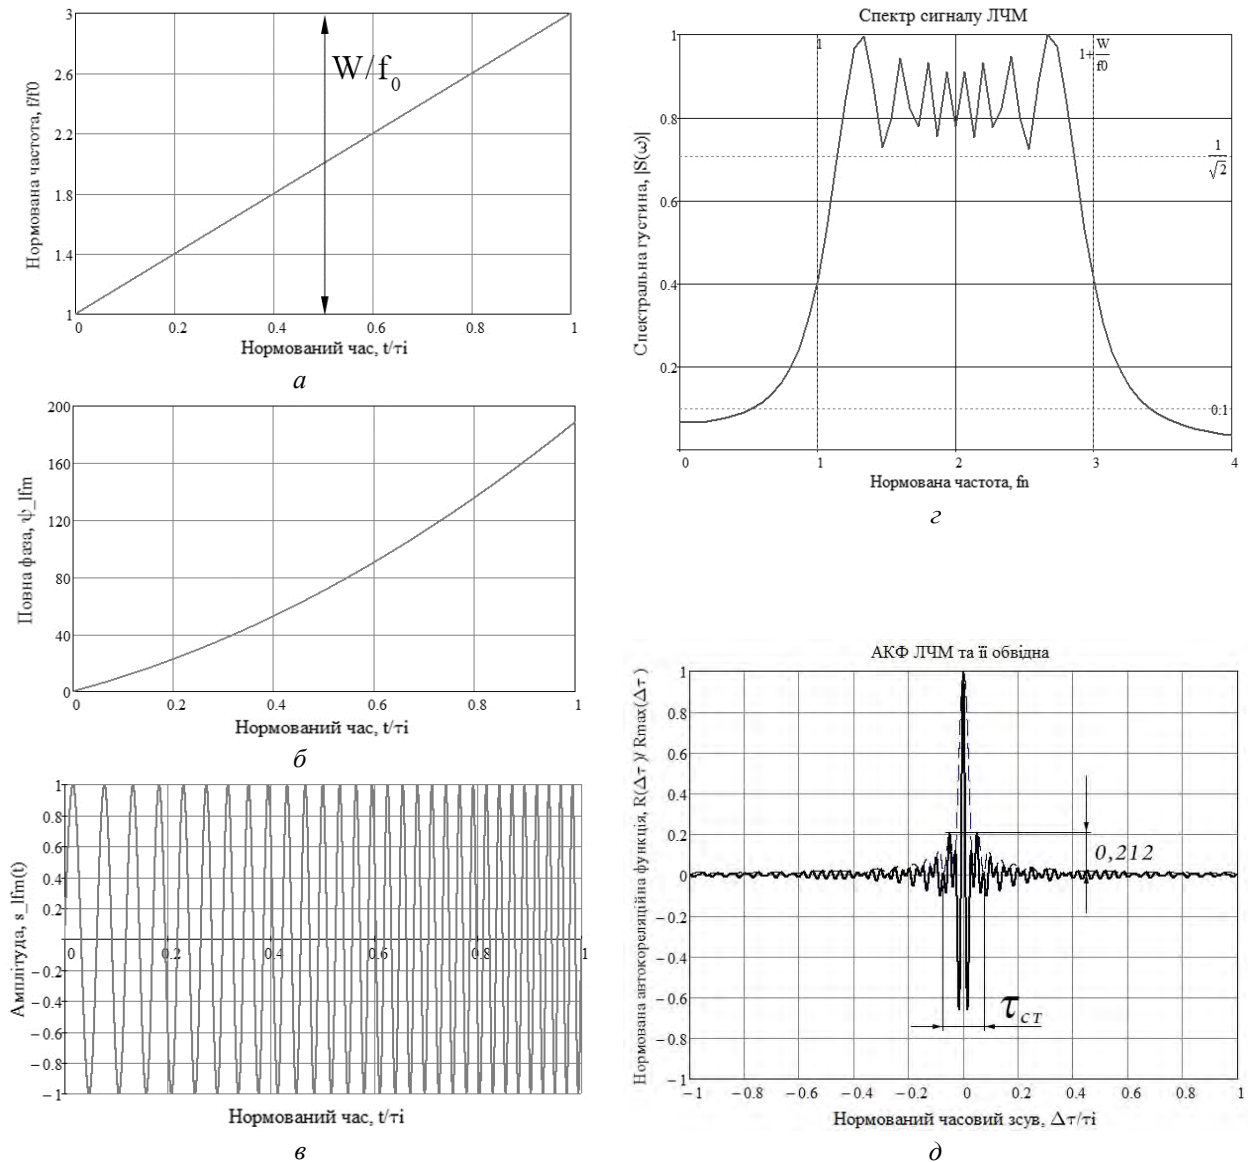 3
2.6
2.2
1.8
1.4
1
W/f0
0 0.2 0.4 0.6 0.8 1
Нормована частота, f/f0
Нормований час, t/τi
а
200
160
120
80
40
0
0 0.2 0.4 0.6 0.8 1
Повна фаза, ψ_lfm
Нормований час, t/τi
б
1
0.8
0.6
0.4
0.2
−0.2
−0.4
−0.6
−0.8
−1
0 0.2 0.4 0.6 0.8 1
Амплітуда, s_lfm(t)
Нормований час, t/τi
в
Спектр сигналу ЛЧМ
1
0.8
0.6
0.4
0.2
1
1+W/f0
1/√2
0.1
0 1 2 3 4
Спектральна густина, |S(ω)|
Нормована частота, fn
г
АКФ ЛЧМ та її обвідна
1
0.8
0.6
0.4
0.2
0
−0.2
−0.4
−0.6
−0.8
−1
0,212
τст
−1 −0.8 −0.6 −0.4 −0.2 0 0.2 0.4 0.6 0.8 1
Нормована автокореляційна функція, R(Δτ)/ Rmax(Δτ)
Нормований часовий зсув, Δτ/τi
д